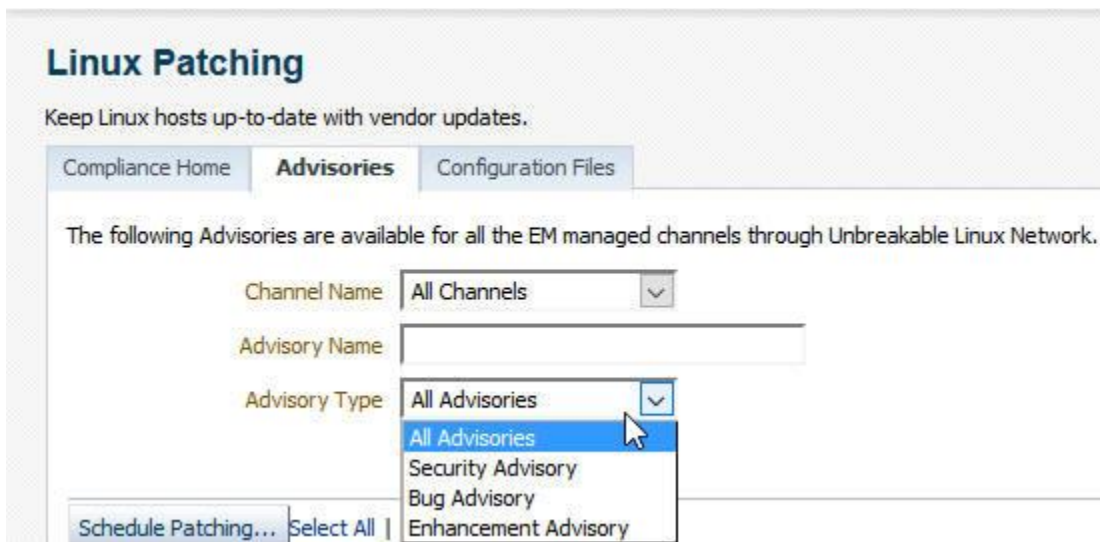 Linux Patching
Keep Linux hosts up-to-date with vendor updates.
Compliance Home Advisories Configuration Files
The following Advisories are available for all the EM managed channels through Unbreakable Linux Network.
Channel Name All Channels
Advisory Name
Advisory Type All Advisories
All Advisories
Security Advisory
Bug Advisory
Enhancement Advisory
Schedule Patching... Select All |